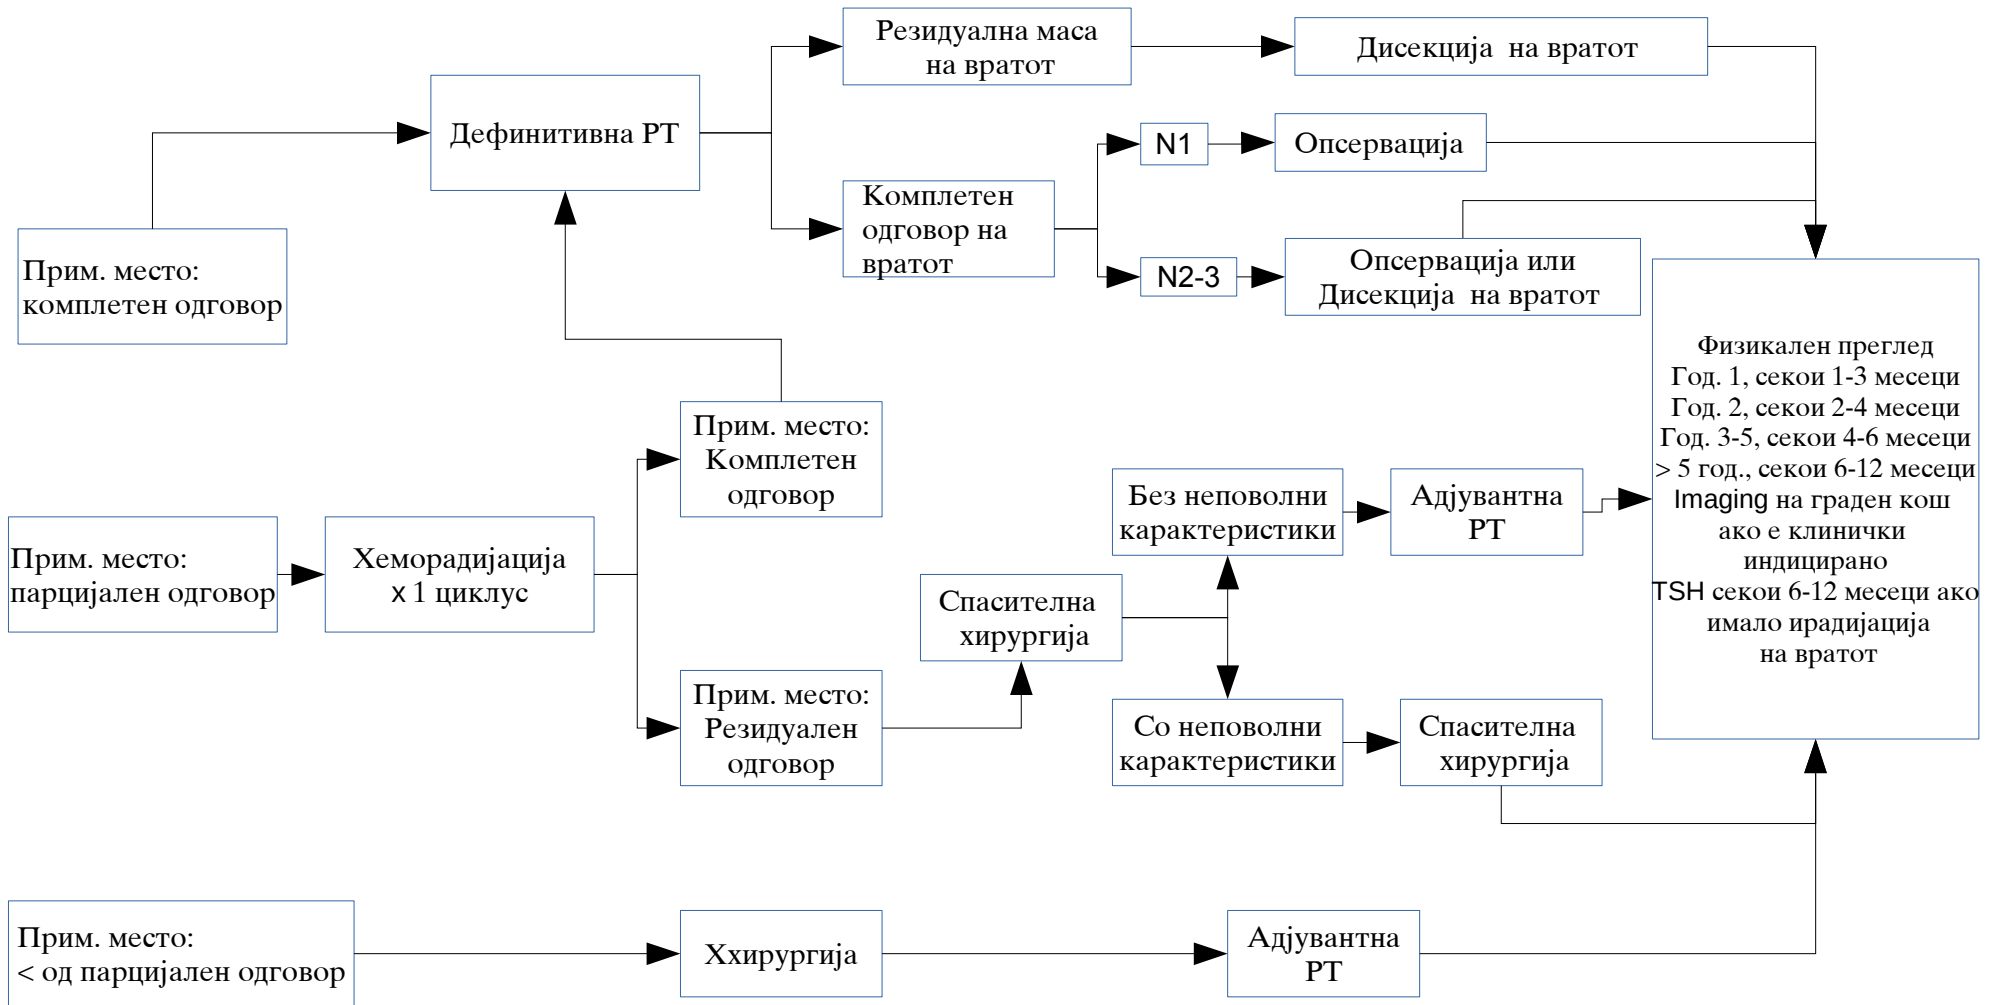 Резидуална маса
на вратот
Дисекција  на вратот
Дефинитивна РТ
N1
Опсервација
Комплетен
одговор на
вратот
N2-3
Опсервација или
Дисекција  на вратот
Прим. место:
комплетен одговор
Физикален преглед
Год. 1, секои 1-3 месеци
Год. 2, секои 2-4 месеци
Год. 3-5, секои 4-6 месеци
> 5 год., секои 6-12 месеци
Imaging на граден кош
ако е клинички
индицирано
TSH секои 6-12 месеци ако
имало ирадијација
на вратот
Прим. место:
Комплетен
одговор
Прим. место:
парцијален одговор
Хеморадијација
x 1 циклус
Без неповолни
карактеристики
Адјувантна
РТ
Спасителна
хирургија
Прим. место:
Резидуален
одговор
Со неповолни
карактеристики
Спасителна
хирургија
Прим. место:
< од парцијален одговор
Ххирургија
Адјувантна
РТ